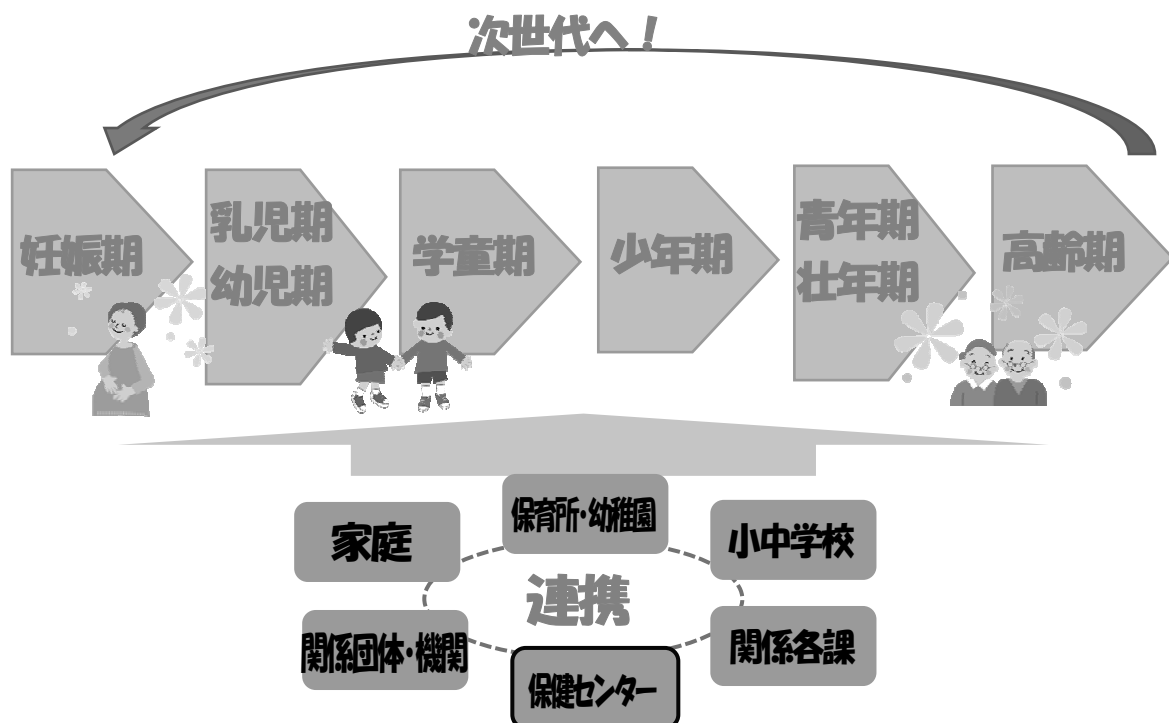 次世代へ！
妊娠期
乳児期
幼児期
学童期
少年期
青年期
壮年期
高齢期
保育所・幼稚園
家庭
小中学校
連携
関係団体・機関
関係各課
保健センター